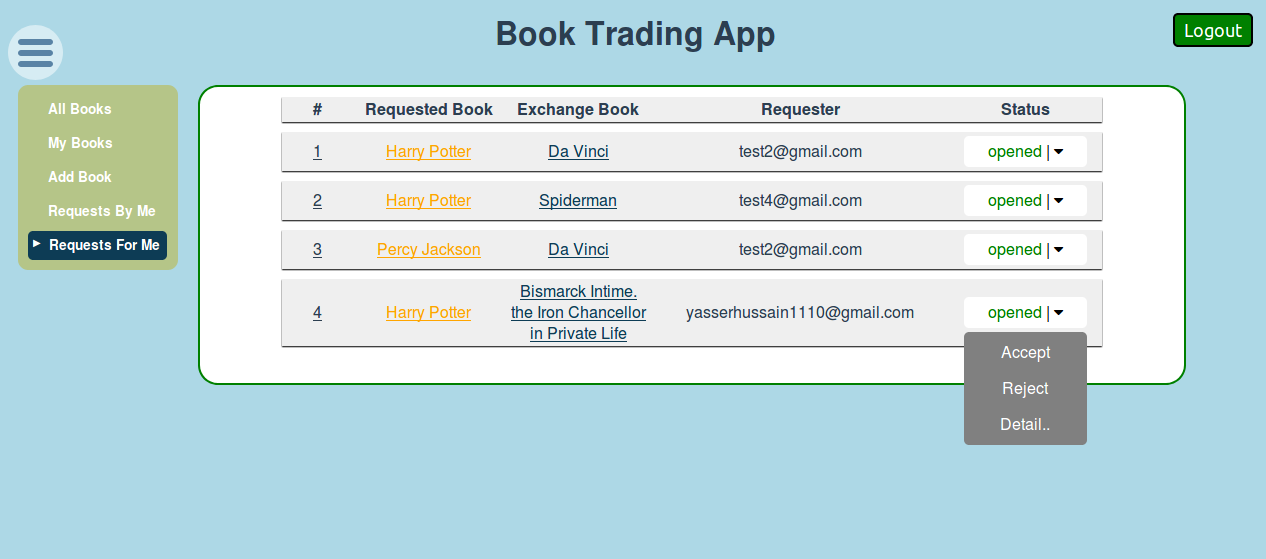 Book Trading App
Logout
All Books
My Books
Add Book
Requests By Me
Requests For Me
# Requested Book Exchange Book Requester Status
1 Harry Potter Da Vinci test2@gmail.com opened |
2 Harry Potter Spiderman test4@gmail.com opened |
3 Percy Jackson Da Vinci test2@gmail.com opened |
Bismarck Intime.
4 Harry Potter the Iron Chancellor yasserhussain1110@gmail.com opened |
in Private Life
Accept
Reject
Detail..